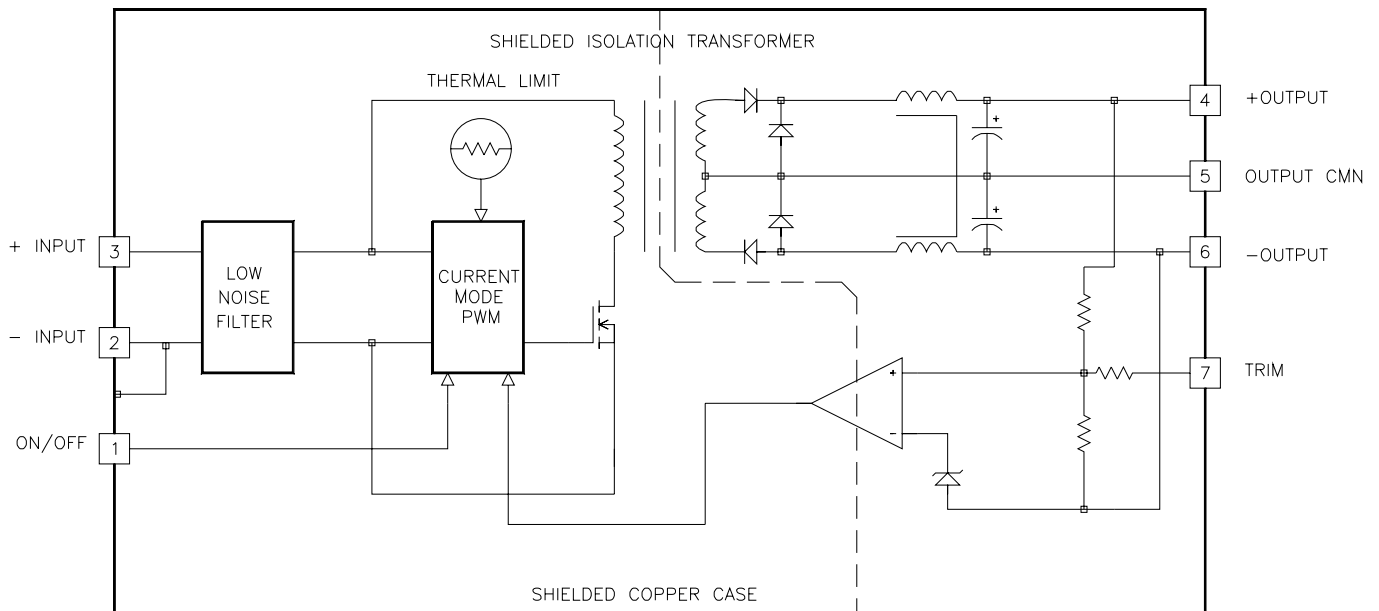 SHIELDED ISOLATION TRANSFORMER
THERMAL LIMIT
4 +OUTPUT
+
5 OUTPUT CMN
+
+ INPUT 3
6 -OUTPUT
LOW
NOISE
FILTER
CURRENT
MODE
PWM
- INPUT 2
+
7 TRIM
ON/OFF 1
-
SHIELDED COPPER CASE